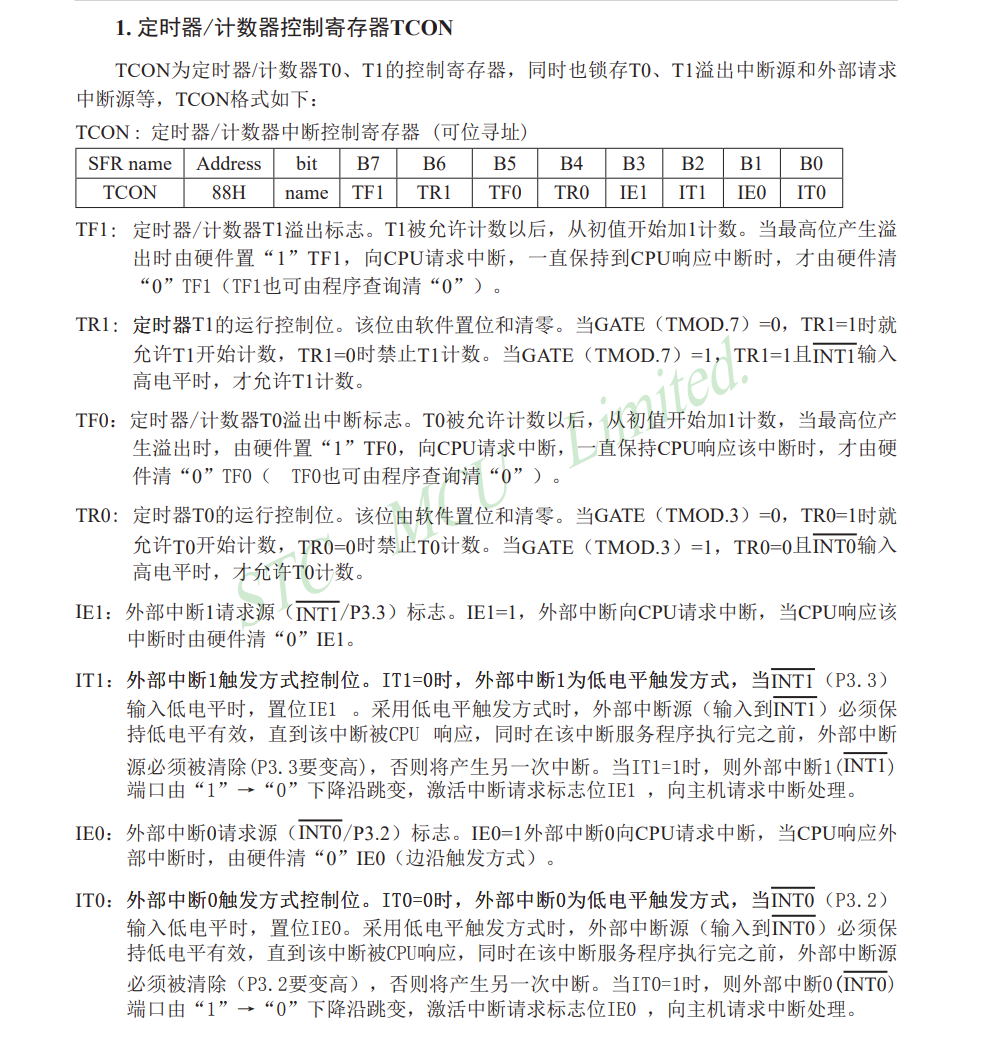 1. 定时器/计数器控制寄存器TCON
TCON为定时器/计数器T0、T1的控制寄存器，同时也锁存T0、T1溢出中断源和外部请求
中断源等，TCON格式如下：
TCON : 定时器/计数器中断控制寄存器 (可位寻址)
SFR name Address bit B7 B6 B5 B4 B3 B2 B1 B0
TCON 88H name TF1 TR1 TF0 TR0 IE1 IT1 IE0 IT0
TF1: 定时器/计数器T1溢出标志。T1被允许计数以后，从初值开始加1计数。当最高位产生溢
出时由硬件置“1”TF1，向CPU请求中断，一直保持到CPU响应中断时，才由硬件清
“0”TF1（TF1也可由程序查询清“0”）。
TR1: 定时器T1的运行控制位。该位由软件置位和清零。当GATE（TMOD.7）=0，TR1=1时就
允许T1开始计数，TR1=0时禁止T1计数。当GATE（TMOD.7）=1，TR1=1且INT1输入
高电平时，才允许T1计数。
TF0：定时器/计数器T0溢出中断标志。T0被允许计数以后，从初值开始加1计数，当最高位产
生溢出时，由硬件置“1”TF0，向CPU请求中断，一直保持CPU响应该中断时，才由硬
件清“0”TF0（ TF0也可由程序查询清“0”）。
TR0: 定时器T0的运行控制位。该位由软件置位和清零。当GATE（TMOD.3）=0，TR0=1时就
允许T0开始计数，TR0=0时禁止T0计数。当GATE（TMOD.3）=1，TR0=0且INT0输入
高电平时，才允许T0计数。
IE1：外部中断1请求源（INT1/P3.3）标志。IE1=1，外部中断向CPU请求中断，当CPU响应该
中断时由硬件清“0”IE1。
IT1：外部中断1触发方式控制位。IT1=0时，外部中断1为低电平触发方式，当INT1（P3.3）
输入低电平时，置位IE1 。采用低电平触发方式时，外部中断源（输入到INT1）必须保
持低电平有效，直到该中断被CPU 响应，同时在该中断服务程序执行完之前，外部中断
源必须被清除(P3.3要变高)，否则将产生另一次中断。当IT1=1时，则外部中断1(INT1)
端口由“1”→“0”下降沿跳变，激活中断请求标志位IE1 ，向主机请求中断处理。
IE0：外部中断0请求源（INT0/P3.2）标志。IE0=1外部中断0向CPU请求中断，当CPU响应外
部中断时，由硬件清“0”IE0（边沿触发方式）。
IT0：外部中断0触发方式控制位。IT0=0时，外部中断0为低电平触发方式，当INT0（P3.2）
输入低电平时，置位IE0。采用低电平触发方式时，外部中断源（输入到INT0）必须保
持低电平有效，直到该中断被CPU响应，同时在该中断服务程序执行完之前，外部中断源
必须被清除（P3.2要变高），否则将产生另一次中断。当IT0=1时，则外部中断0(INT0)
端口由“1”→“0”下降沿跳变，激活中断请求标志位IE0 ，向主机请求中断处理。
STC MCU Limited.